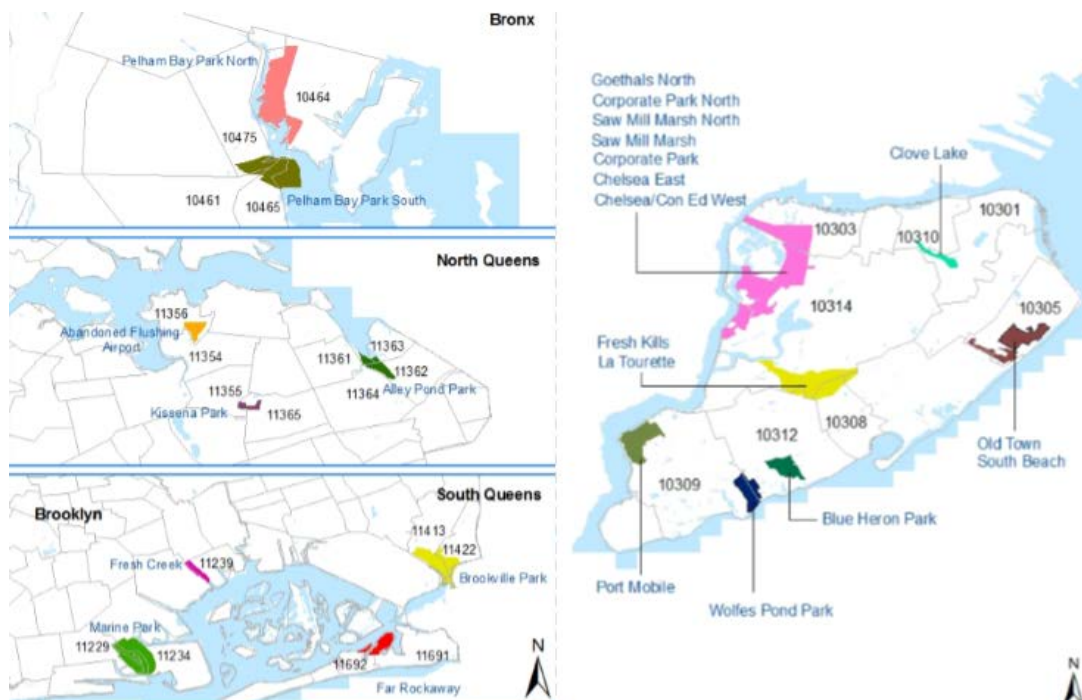 Bronx
Pelham Bay Park North
10464
10475
10461
10465
Pelham Bay Park South
North Queens
11356
Abandoned Flushing
Airport
11354
11361
11363
11362
11364
Alley Pond Park
11355
Kissena Park
11365
South Queens
Brooklyn
11413
11422
Fresh Creek
11239
Brookville Park
Marine Park
11229
11234
11692
11691
Far Rockaway
N
Goethals North
Corporate Park North
Saw Mill Marsh North
Saw Mill Marsh
Corporate Park
Chelsea East
Chelsea/Con Ed West
Clove Lake
10303
10310
10301
10314
10305
Fresh Kills
La Tourette
10308
10312
10309
Old Town
South Beach
Blue Heron Park
Port Mobile
Wolfes Pond Park
N